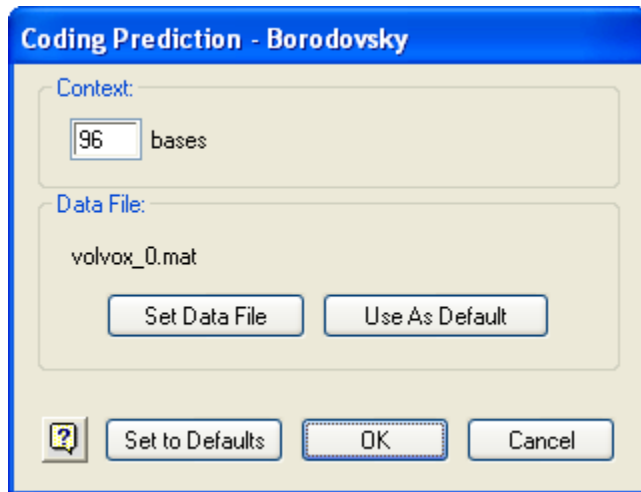 Coding Prediction - Borodovsky
Context:
96 bases
Data File:
volvox_0.mat
Set Data File Use As Default
? Set to Defaults OK Cancel